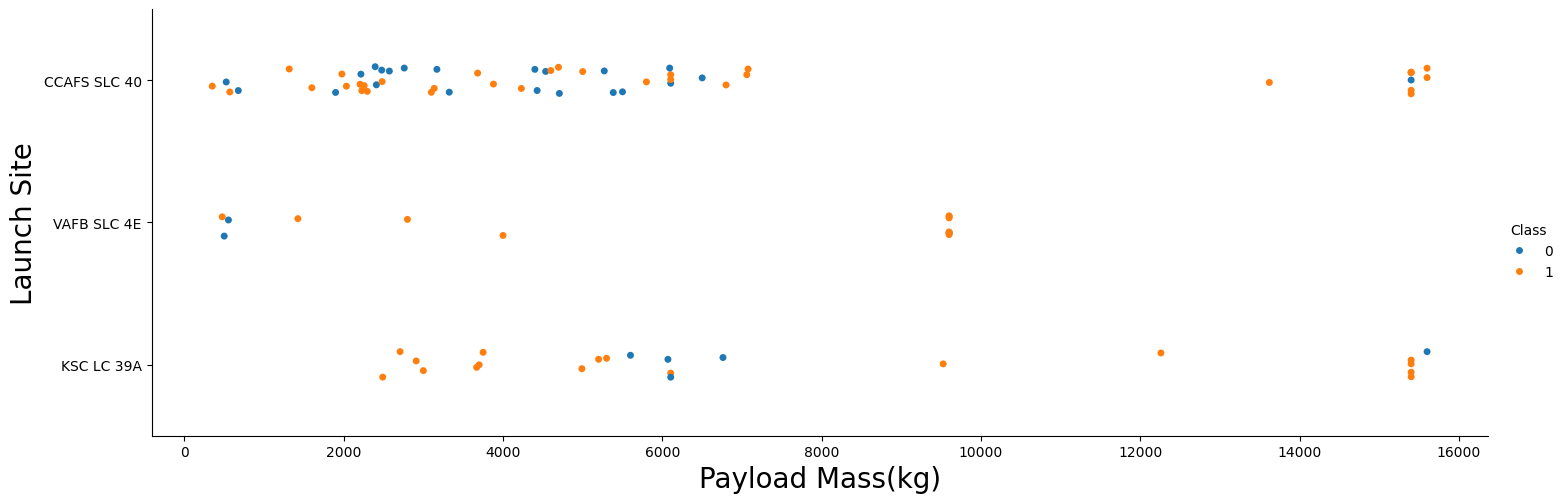 Launch Site
CCAFS SLC 40
VAFB SLC 4E
KSC LC 39A
0 2000 4000 6000 8000 10000 12000 14000 16000
Payload Mass(kg)
Class
0
1